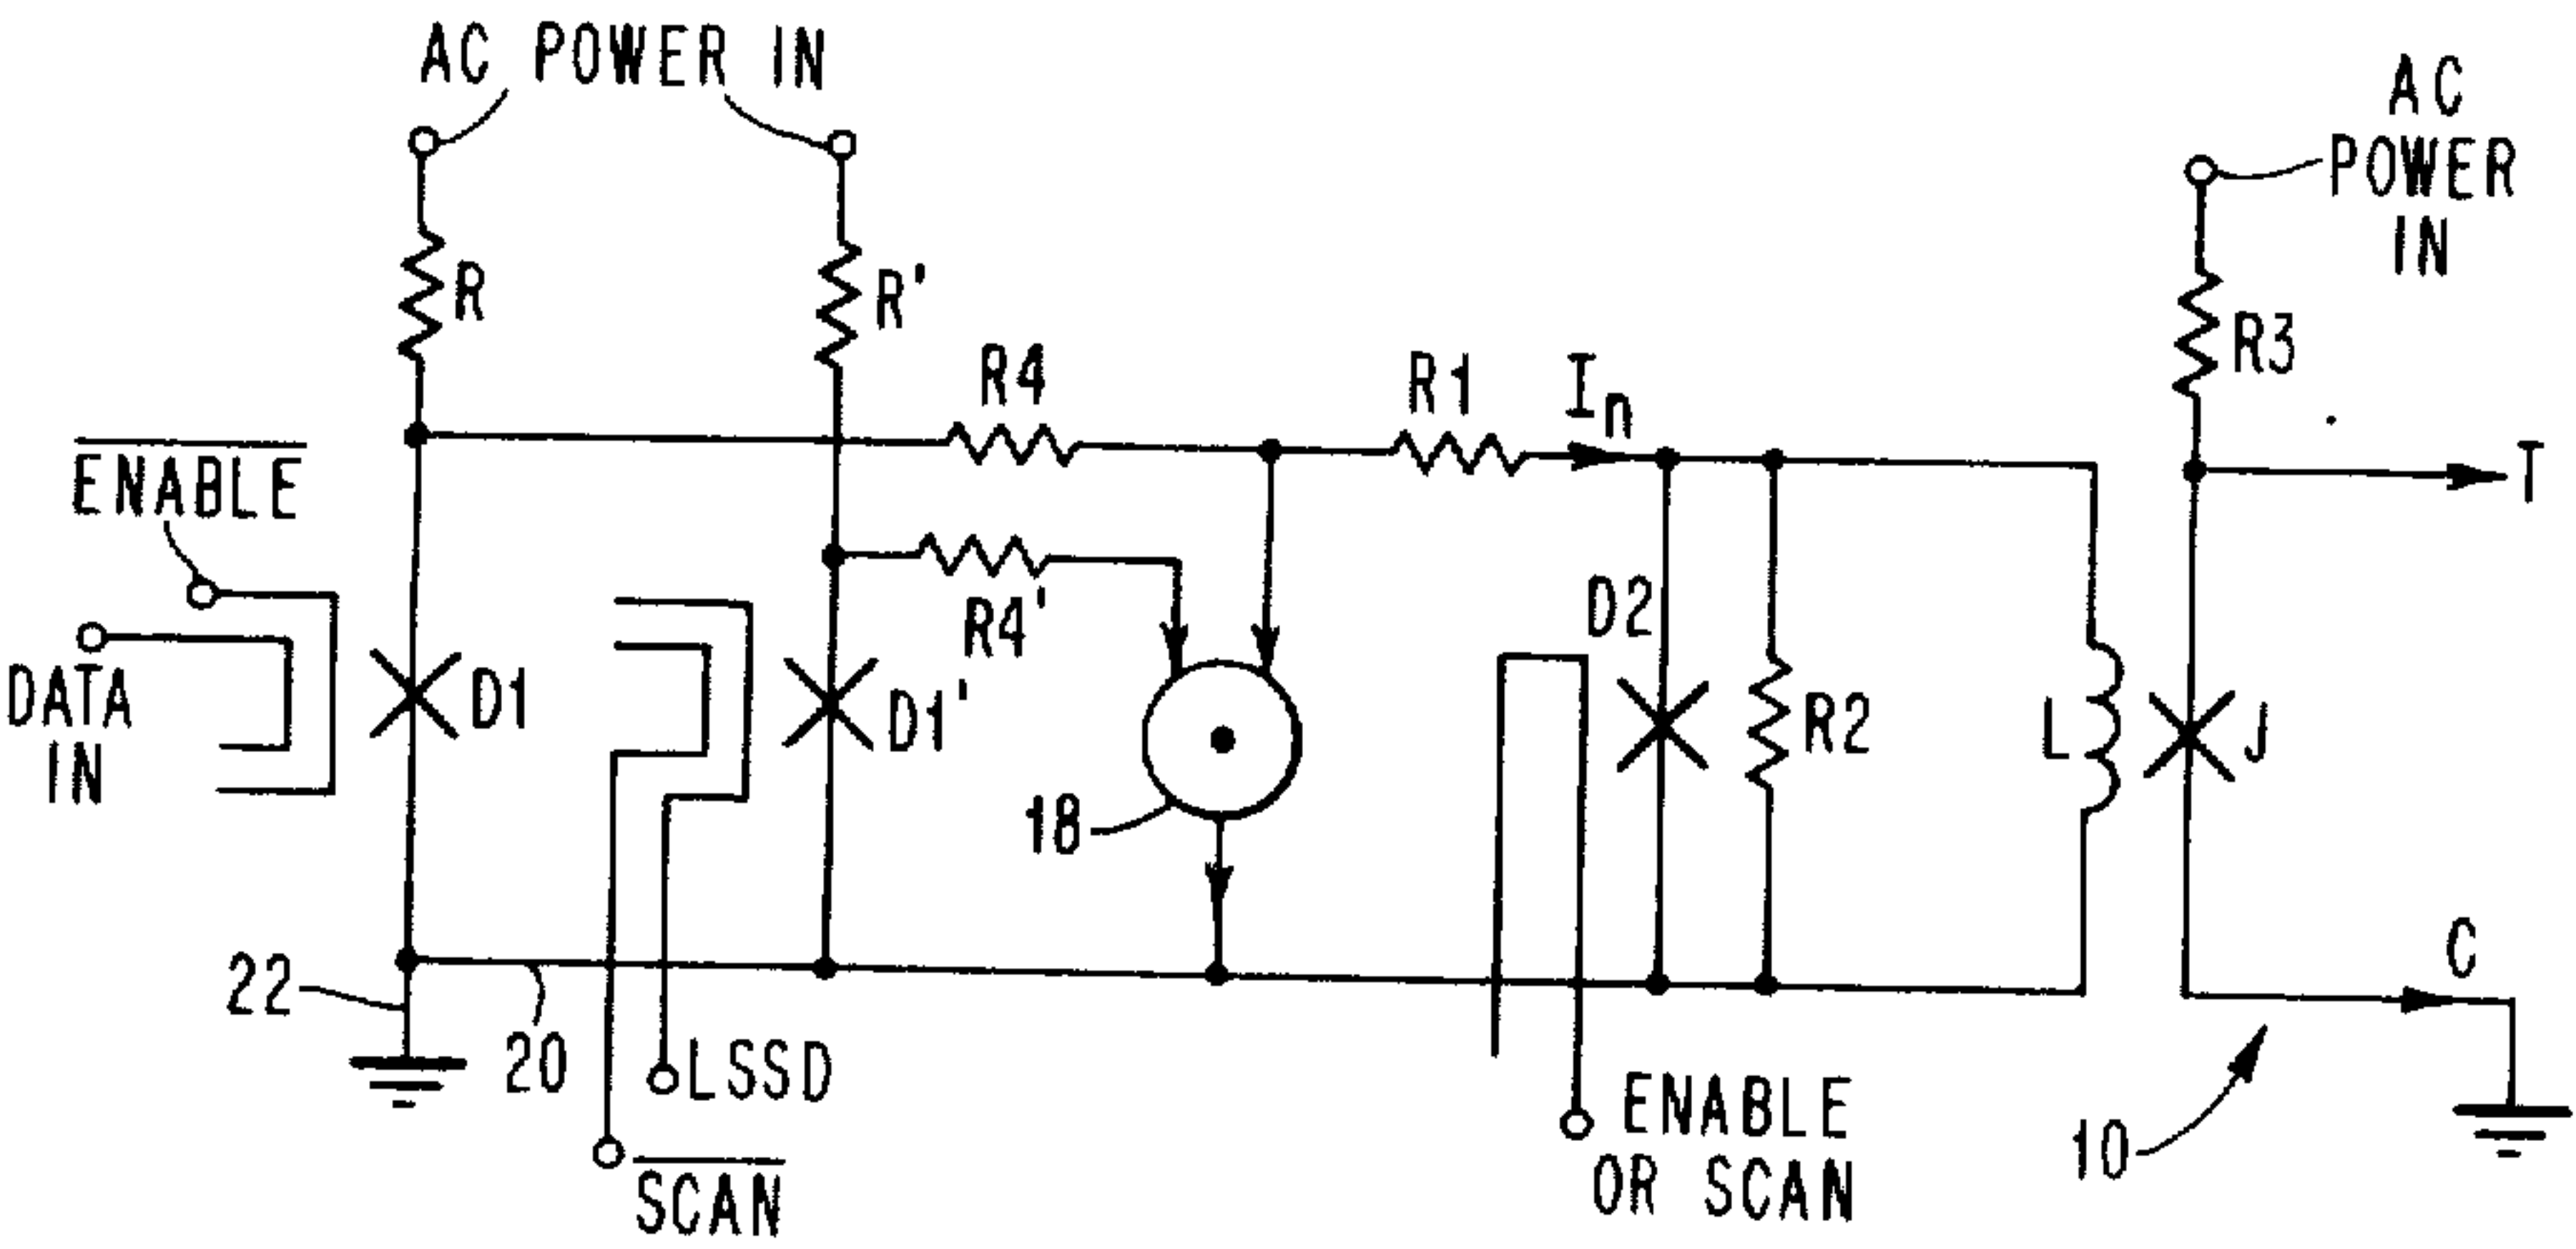 AC POWER IN
AC
POWER
IN
R
R'
R3
R4
R1
In
T
ENABLE
R4'
D2
DATA
IN
D1
D1'
R2
L
J
18
C
22
20
LSSD
ENABLE
OR SCAN
10
SCAN